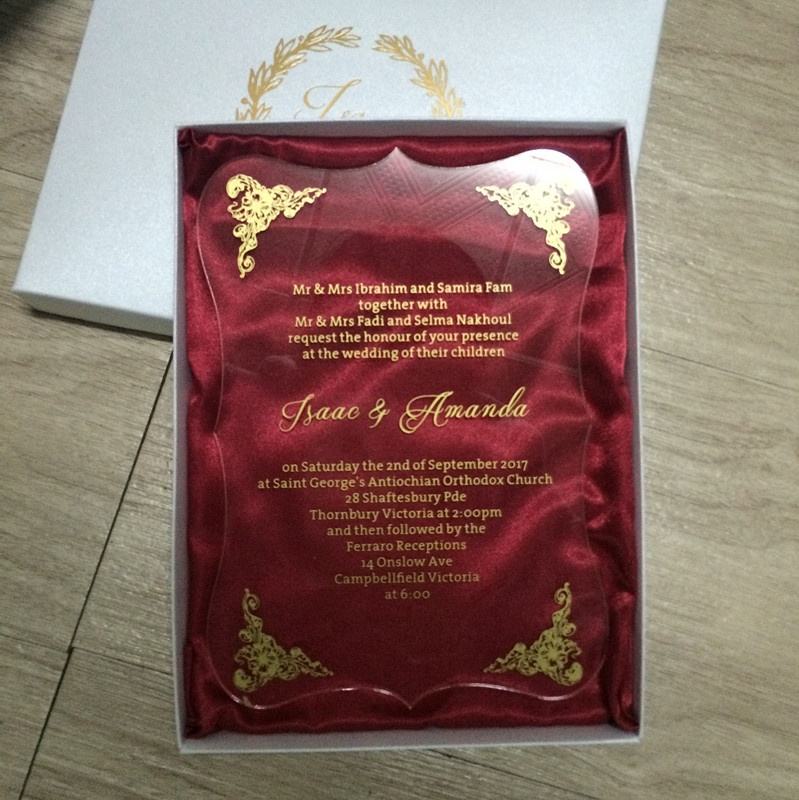 Mr & Mrs Ibrahim and Samira Fam
together with
Mr & Mrs Fadi and Selma Nakhoul
request the honour of your presence
at the wedding of their children
Isaac & Amanda
on Saturday the 2nd of September 2017
at Saint George's Antiochian Orthodox Church
28 Shaftesbury Pde
Thornbury Victoria at 2:00pm
and then followed by the
Ferraro Receptions
14 Onslow Ave
Campbellfield Victoria
at 6:00